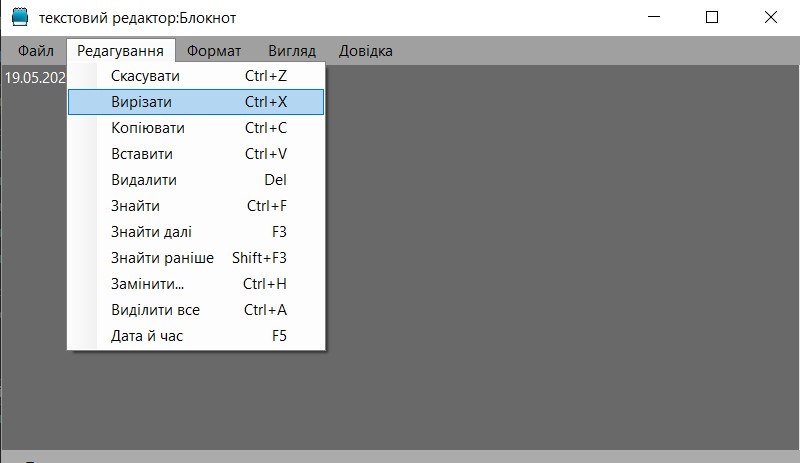 текстовий редактор:Блокнот
Файл Редагування Формат Вигляд Довідка
19.05.202
Скасувати Ctrl+Z
Вирізати Ctrl+X
Копіювати Ctrl+C
Вставити Ctrl+V
Видалити Del
Знайти Ctrl+F
Знайти далі F3
Знайти раніше Shift+F3
Замінити... Ctrl+H
Виділити все Ctrl+A
Дата й час F5